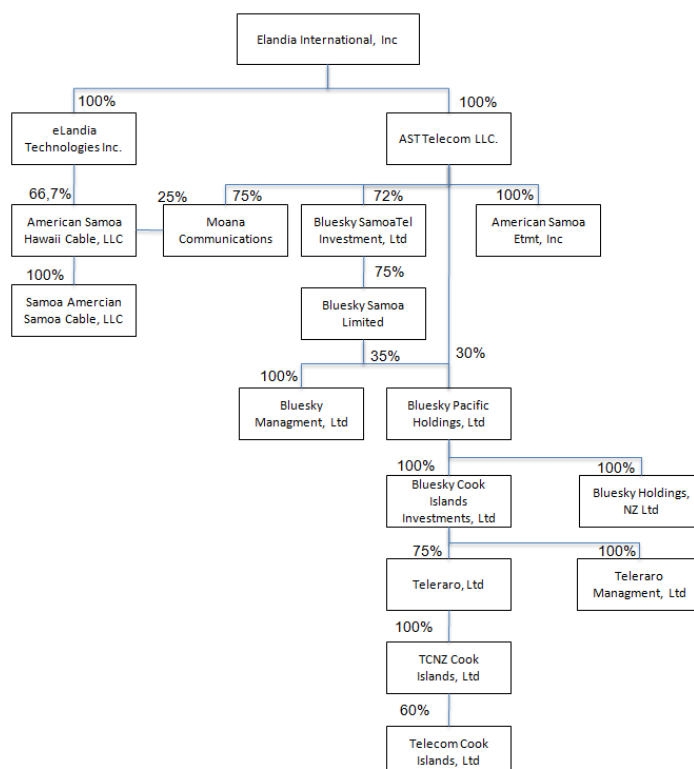 Elandia International, Inc
100%
100%
eLandia
Technologies Inc.
AST Telecom LLC.
66,7%
25%
75%
72%
100%
American Samoa
Hawaii Cable, LLC
Moana
Communications
Bluesky SamoaTel
Investment, Ltd
American Samoa
Etmt, Inc
100%
75%
Samoa Amercian
Samoa Cable, LLC
Bluesky Samoa
Limited
35%
30%
100%
Bluesky
Managment, Ltd
Bluesky Pacific
Holdings, Ltd
100%
100%
Bluesky Cook
Islands
Investments, Ltd
Bluesky Holdings,
NZ Ltd
75%
100%
Teleraro, Ltd
Teleraro
Managment, Ltd
100%
TCNZ Cook
Islands, Ltd
60%
Telecom Cook
Islands, Ltd